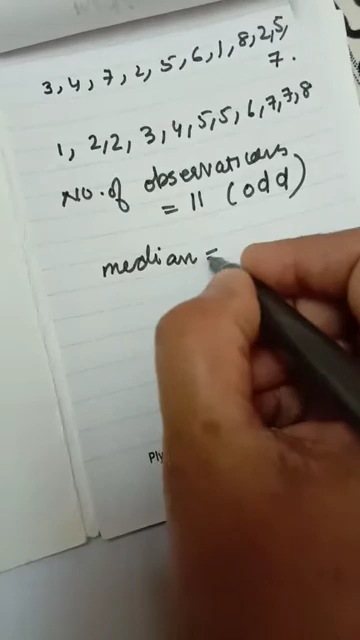 3, 4, 7, 2, 5, 6, 1, 8, 2, 5,
7.
1, 2, 2, 3, 4, 5, 5, 6, 7, 7, 8
No. of observations
= 11 (odd)
median =
Ply